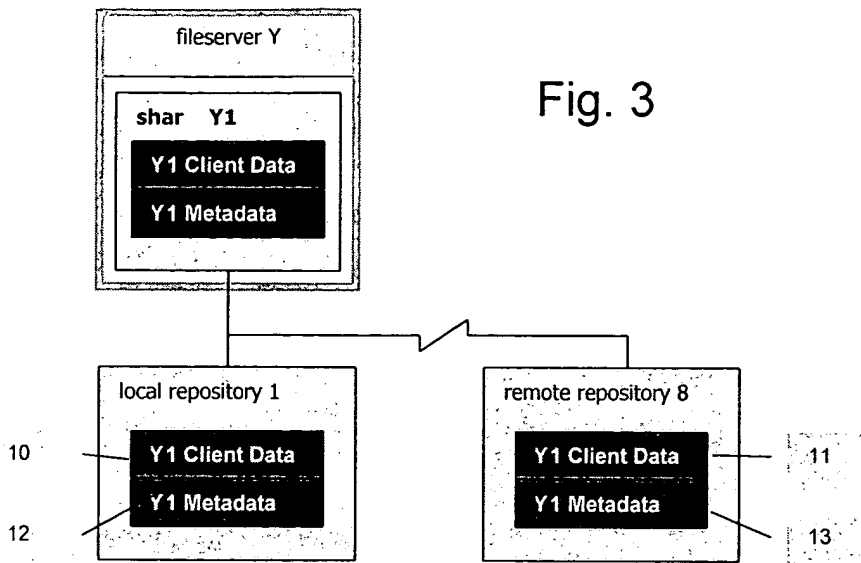 fileserver Y
Fig. 3
shar Y1
Y1 Client Data
Y1 Metadata
local repository 1
remote repository 8
10
Y1 Client Data
Y1 Client Data
11
12
Y1 Metadata
Y1 Metadata
13